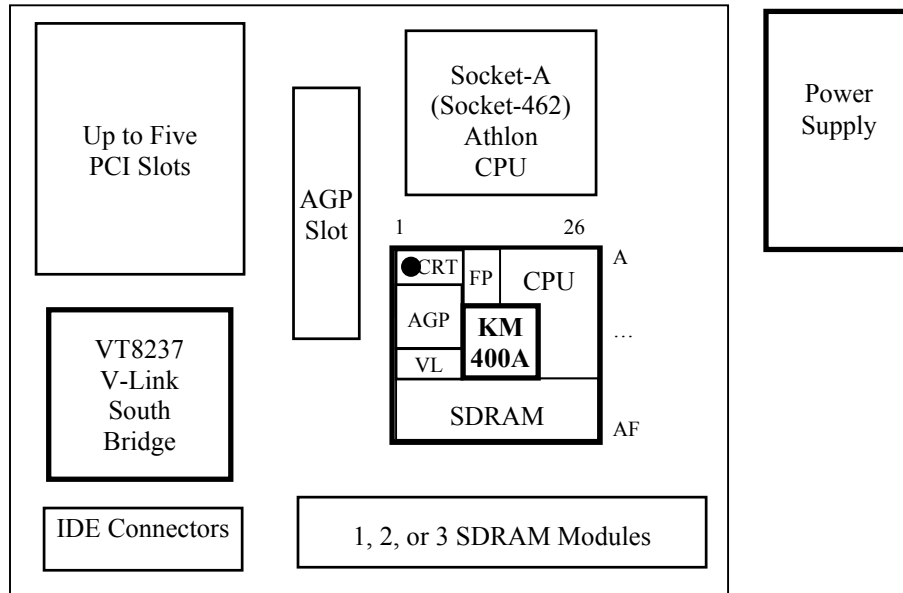 Up to Five
PCI Slots
AGP
Slot
Socket-A
(Socket-462)
Athlon
CPU
Power
Supply
1
26
CRT
FP
CPU
A
AGP
KM
400A
...
VL
SDRAM
AF
VT8237
V-Link
South
Bridge
IDE Connectors
1, 2, or 3 SDRAM Modules